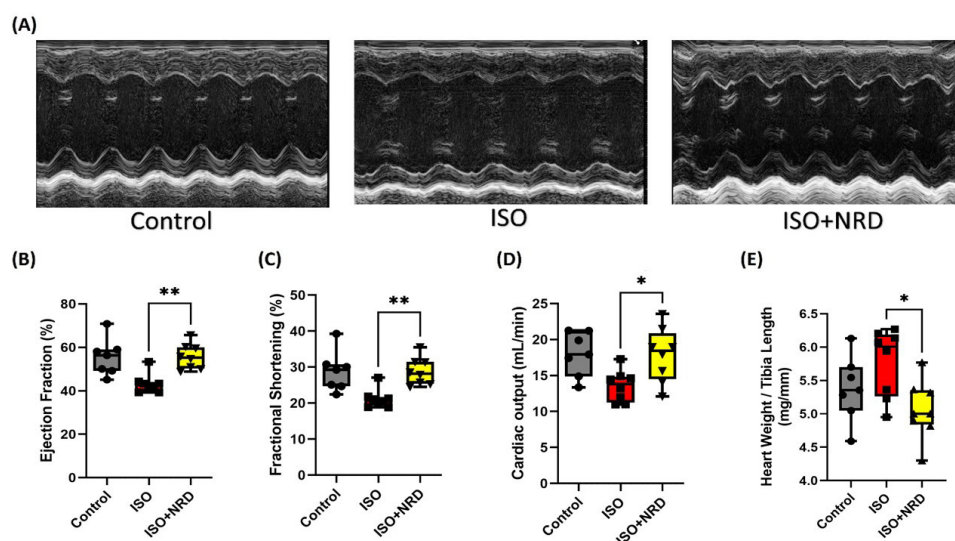 (A)
Control
ISO
ISO+NRD
(B)
Ejection Fraction (%)
80
60
40
20
0
**
Control
ISO
ISO+NRD
(C)
Fractional Shortening (%)
50
40
30
20
10
0
**
Control
ISO
ISO+NRD
(D)
Cardiac output (mL/min)
25
20
15
10
5
0
*
Control
ISO
ISO+NRD
(E)
Heart Weight / Tibia Length
(mg/mm)
6.5
6.0
5.5
5.0
4.5
4.0
*
Control
ISO
ISO+NRD